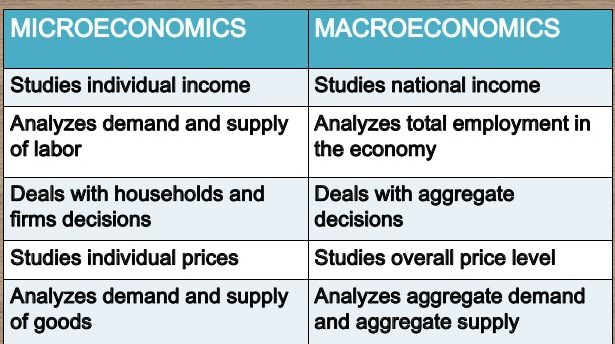 MICROECONOMICS
MACROECONOMICS
Studies individual income
Studies national income
Analyzes demand and supply
of labor
Analyzes total employment in
the economy
Deals with households and
firms decisions
Deals with aggregate
decisions
Studies individual prices
Studies overall price level
Analyzes demand and supply
of goods
Analyzes aggregate demand
and aggregate supply